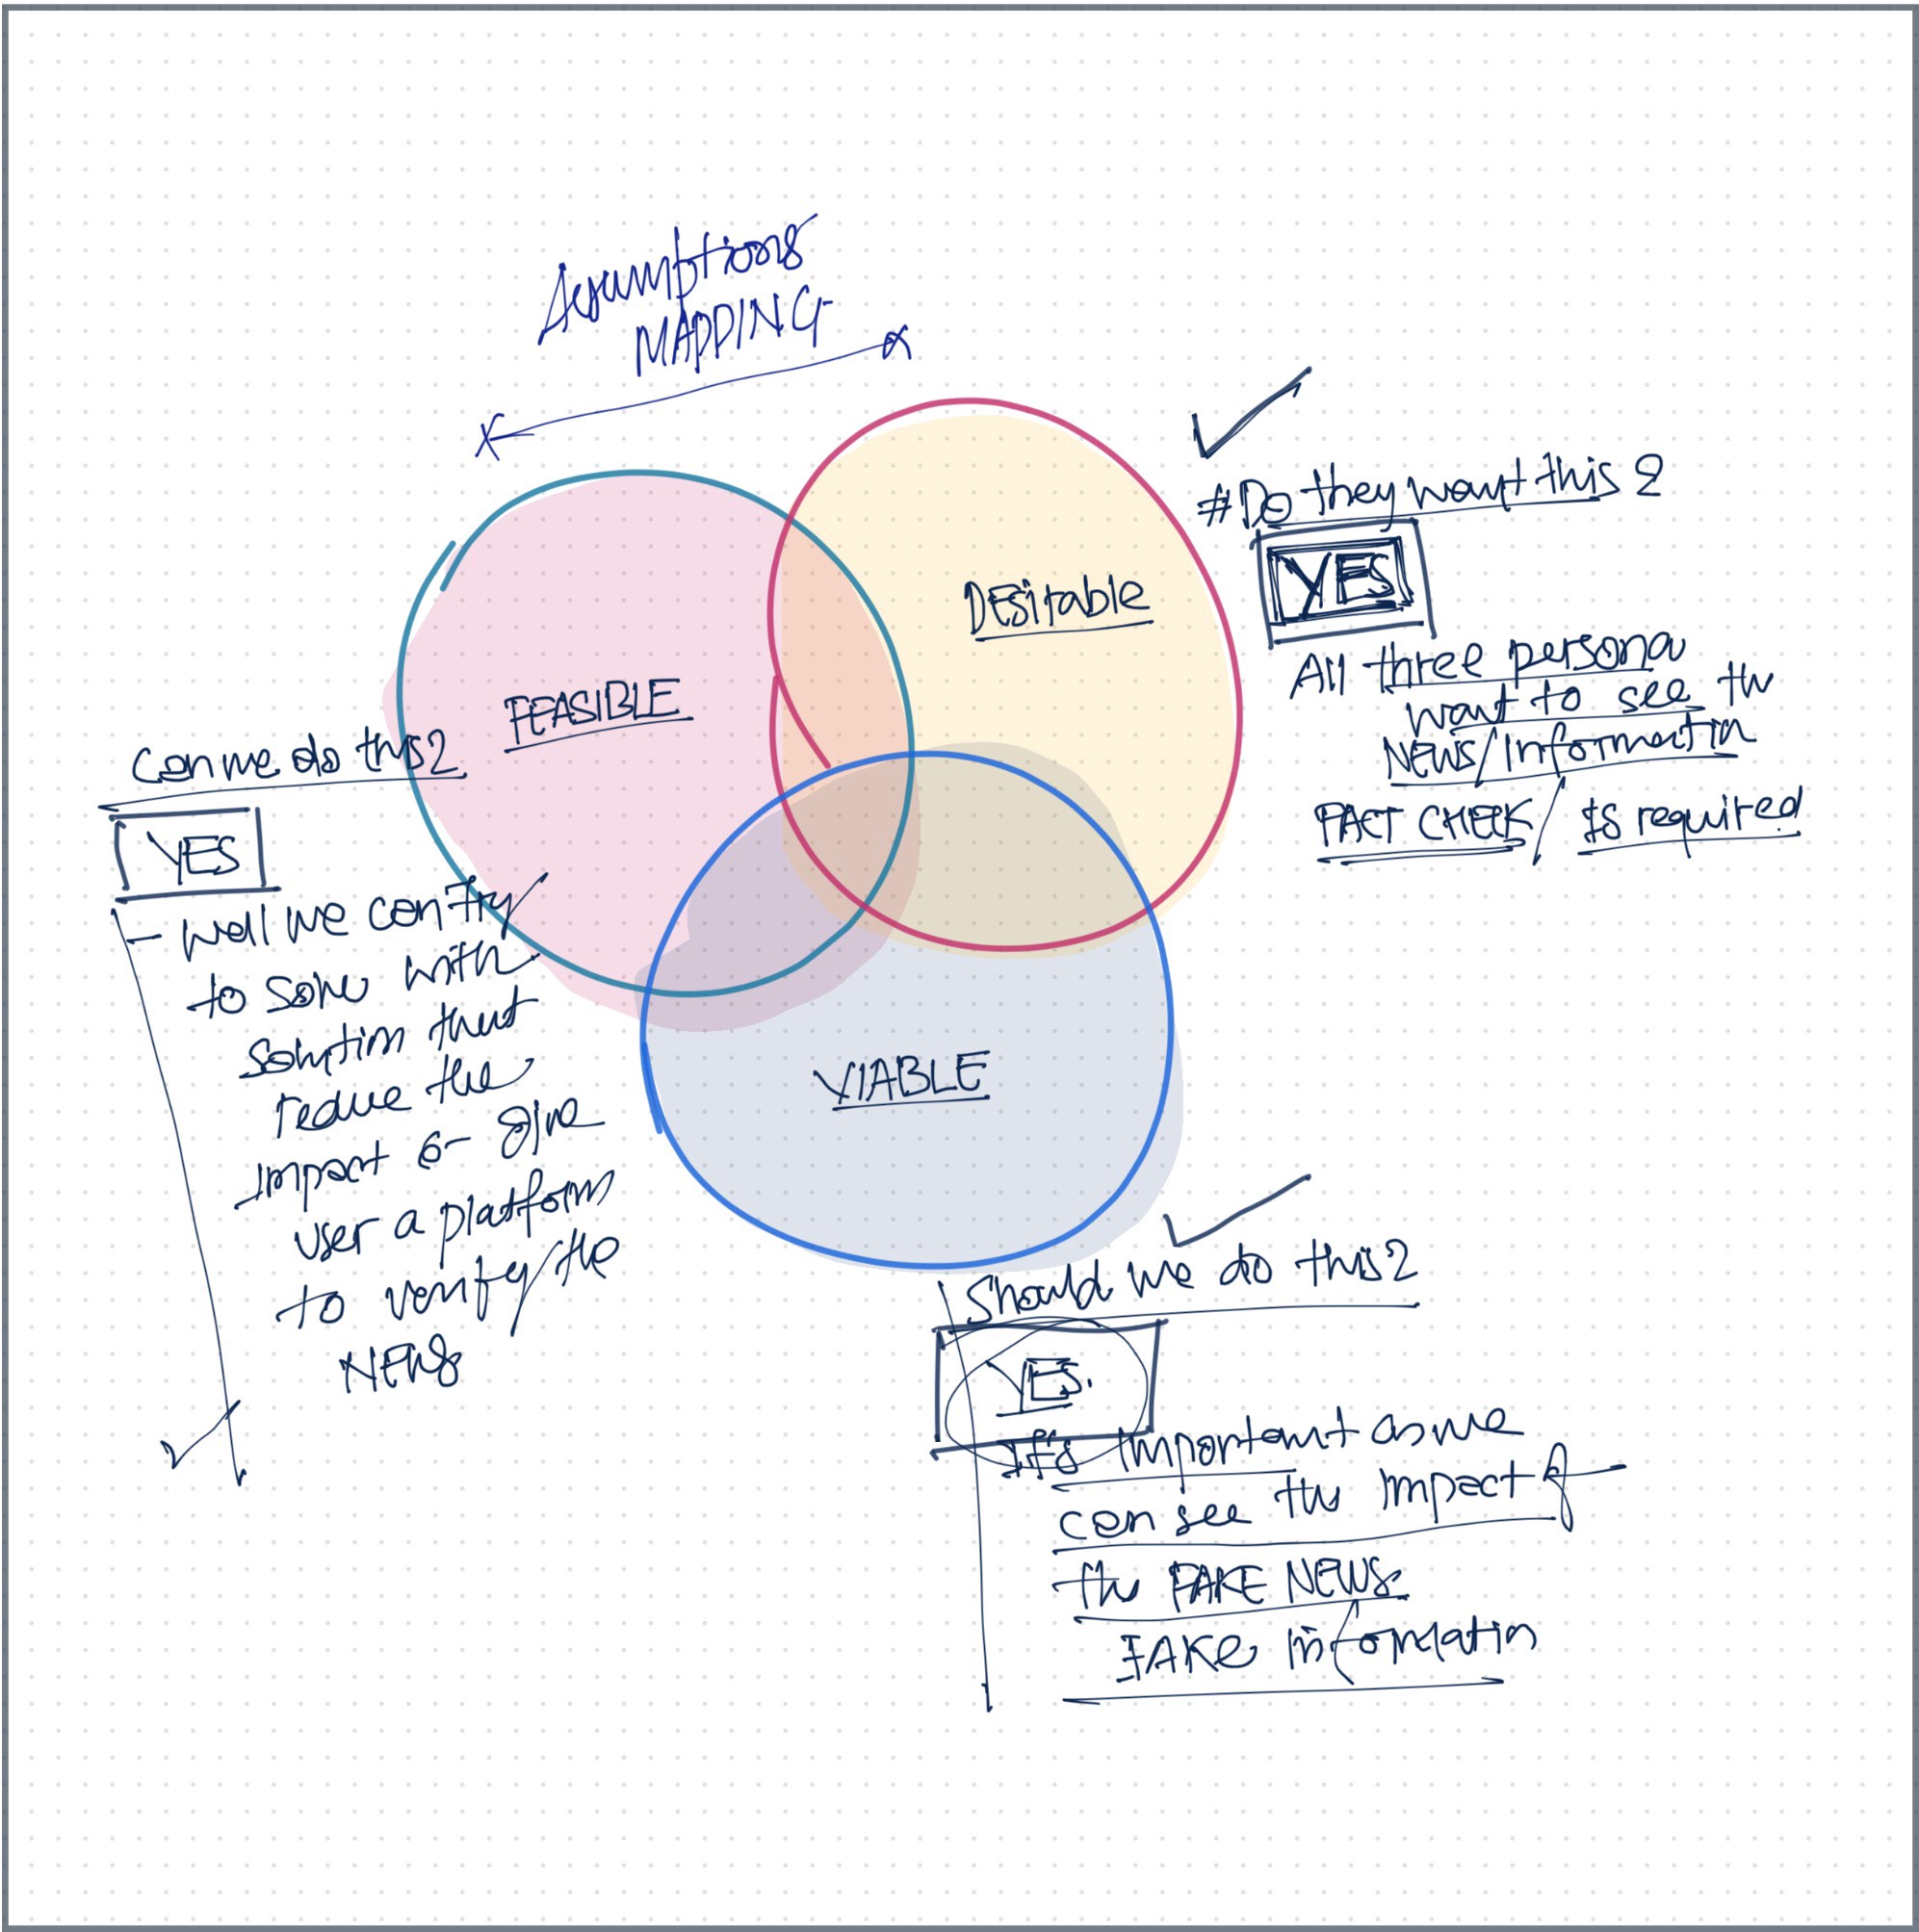 Assumptions
MAPPING
# Do they want this?
YES
All three persona
want to see the
NEWS/Informatin
FACT CHECK / Is required
DESirable
FEASIBLE
VIABLE
Can we do this?
YES
- Well we can try
to solve with
solution that
reduce the
impact & give
user a platform
to verify the
NEWS
Should we do this?
YES.
It's important as we
can see the impact of
the FAKE NEWS
FAKE informatin